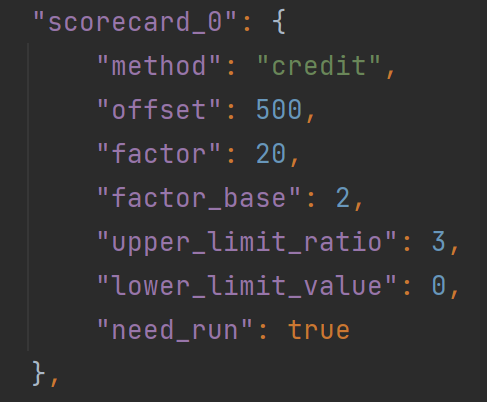 "scorecard_0": {
"method": "credit",
"offset": 500,
"factor": 20,
"factor_base": 2,
"upper_limit_ratio": 3,
"lower_limit_value": 0,
"need_run": true
},